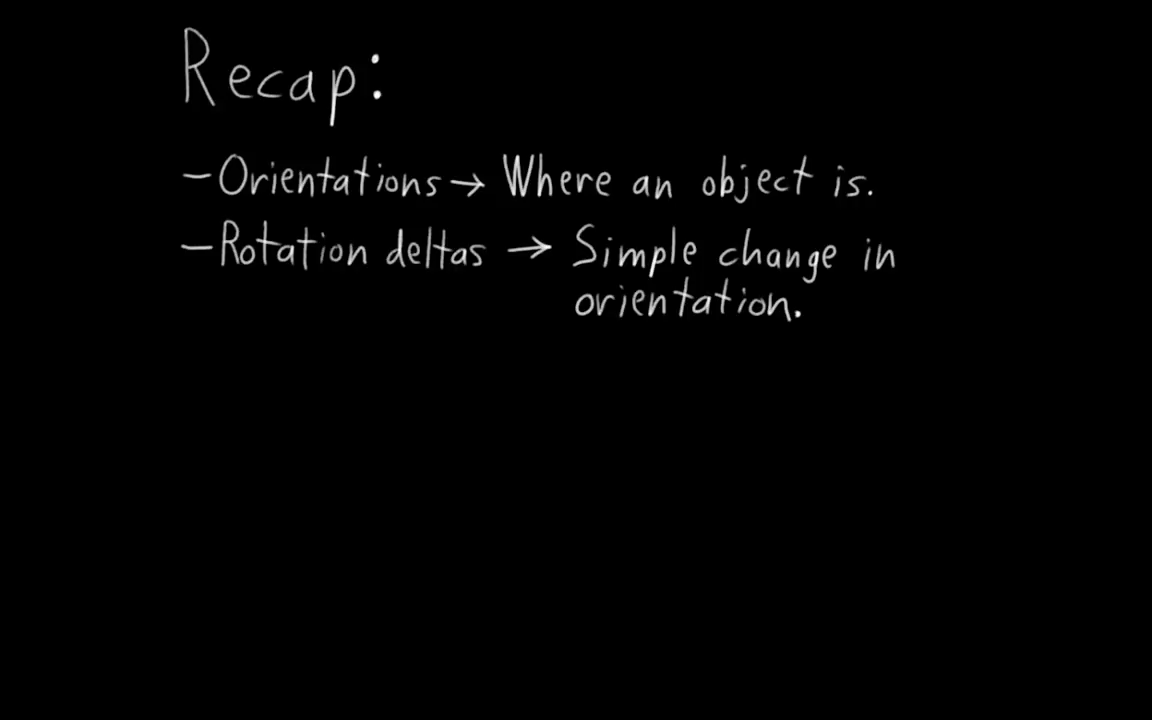 Recap:
- Orientations → Where an object is.
- Rotation deltas → Simple change in
orientation.